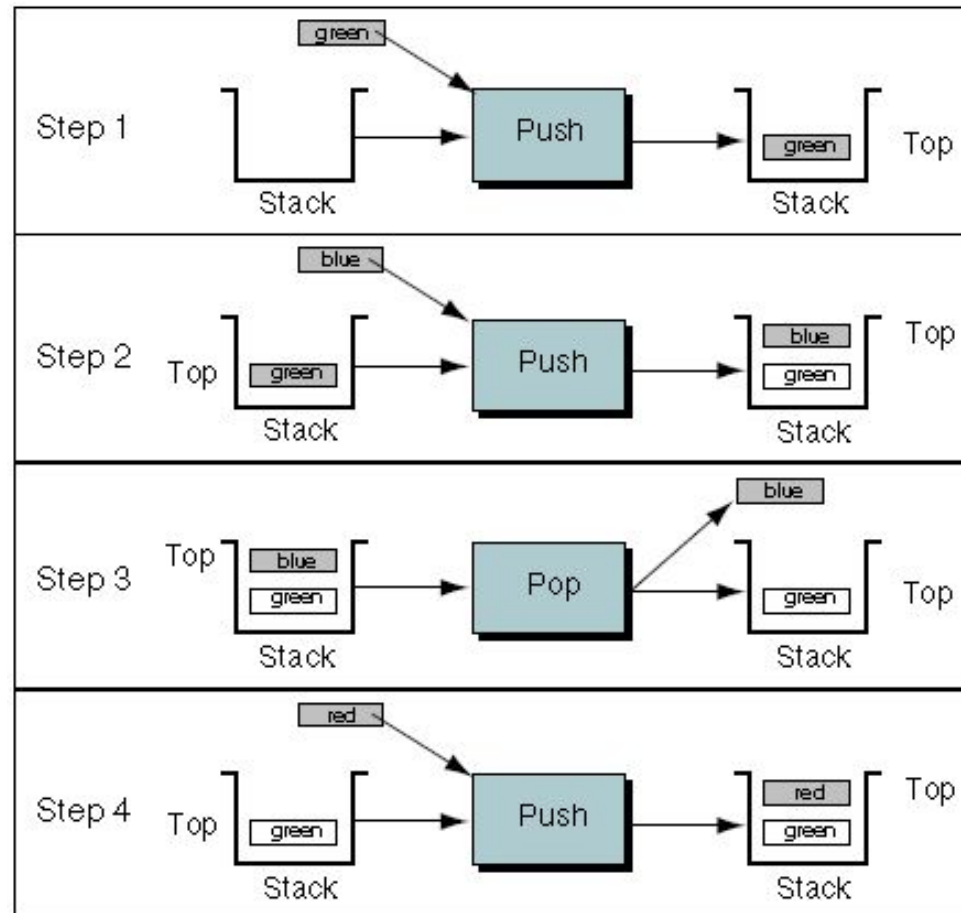 green
Step 1
Push
green
Top
Stack
Stack
blue
Step 2
Top
green
Push
blue
green
Top
Stack
Stack
blue
Step 3
Top
blue
green
Pop
green
Top
Stack
Stack
red
Step 4
Top
green
Push
red
green
Top
Stack
Stack